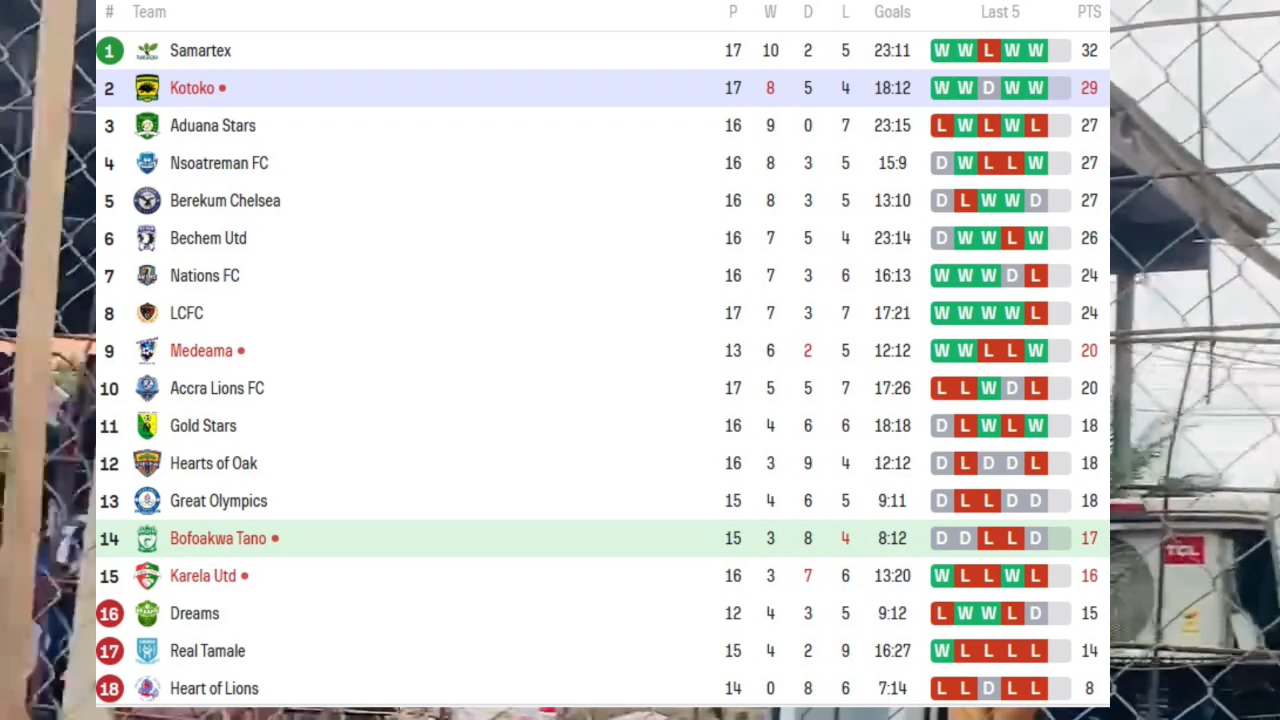 # Team P W D L Goals Last 5 PTS
1 Samartex 17 10 2 5 23:11 W W L W W 32
2 Kotoko 17 8 5 4 18:12 W W D W W 29
3 Aduana Stars 16 9 0 7 23:15 L W L W L 27
4 Nsoatreman FC 16 8 3 5 15:9 D W L L W 27
5 Berekum Chelsea 16 8 3 5 13:10 D L W W D 27
6 Bechem Utd 16 7 5 4 23:14 D W W L W 26
7 Nations FC 16 7 3 6 16:13 W W W D L 24
8 LCFC 17 7 3 7 17:21 W W W W L 24
9 Medeama 13 6 2 5 12:12 W W L L W 20
10 Accra Lions FC 17 5 5 7 17:26 L L W D L 20
11 Gold Stars 16 4 6 6 18:18 D L W L W 18
12 Hearts of Oak 16 3 9 4 12:12 D L D D L 18
13 Great Olympics 15 4 6 5 9:11 D L L D D 18
14 Bofoakwa Tano 15 3 8 4 8:12 D D L L D 17
15 Karela Utd 16 3 7 6 13:20 W L L W L 16
16 Dreams 12 4 3 5 9:12 L W W L D 15
17 Real Tamale 15 4 2 9 16:27 W L L L L 14
18 Heart of Lions 14 0 8 6 7:14 L L D L L 8
TCL